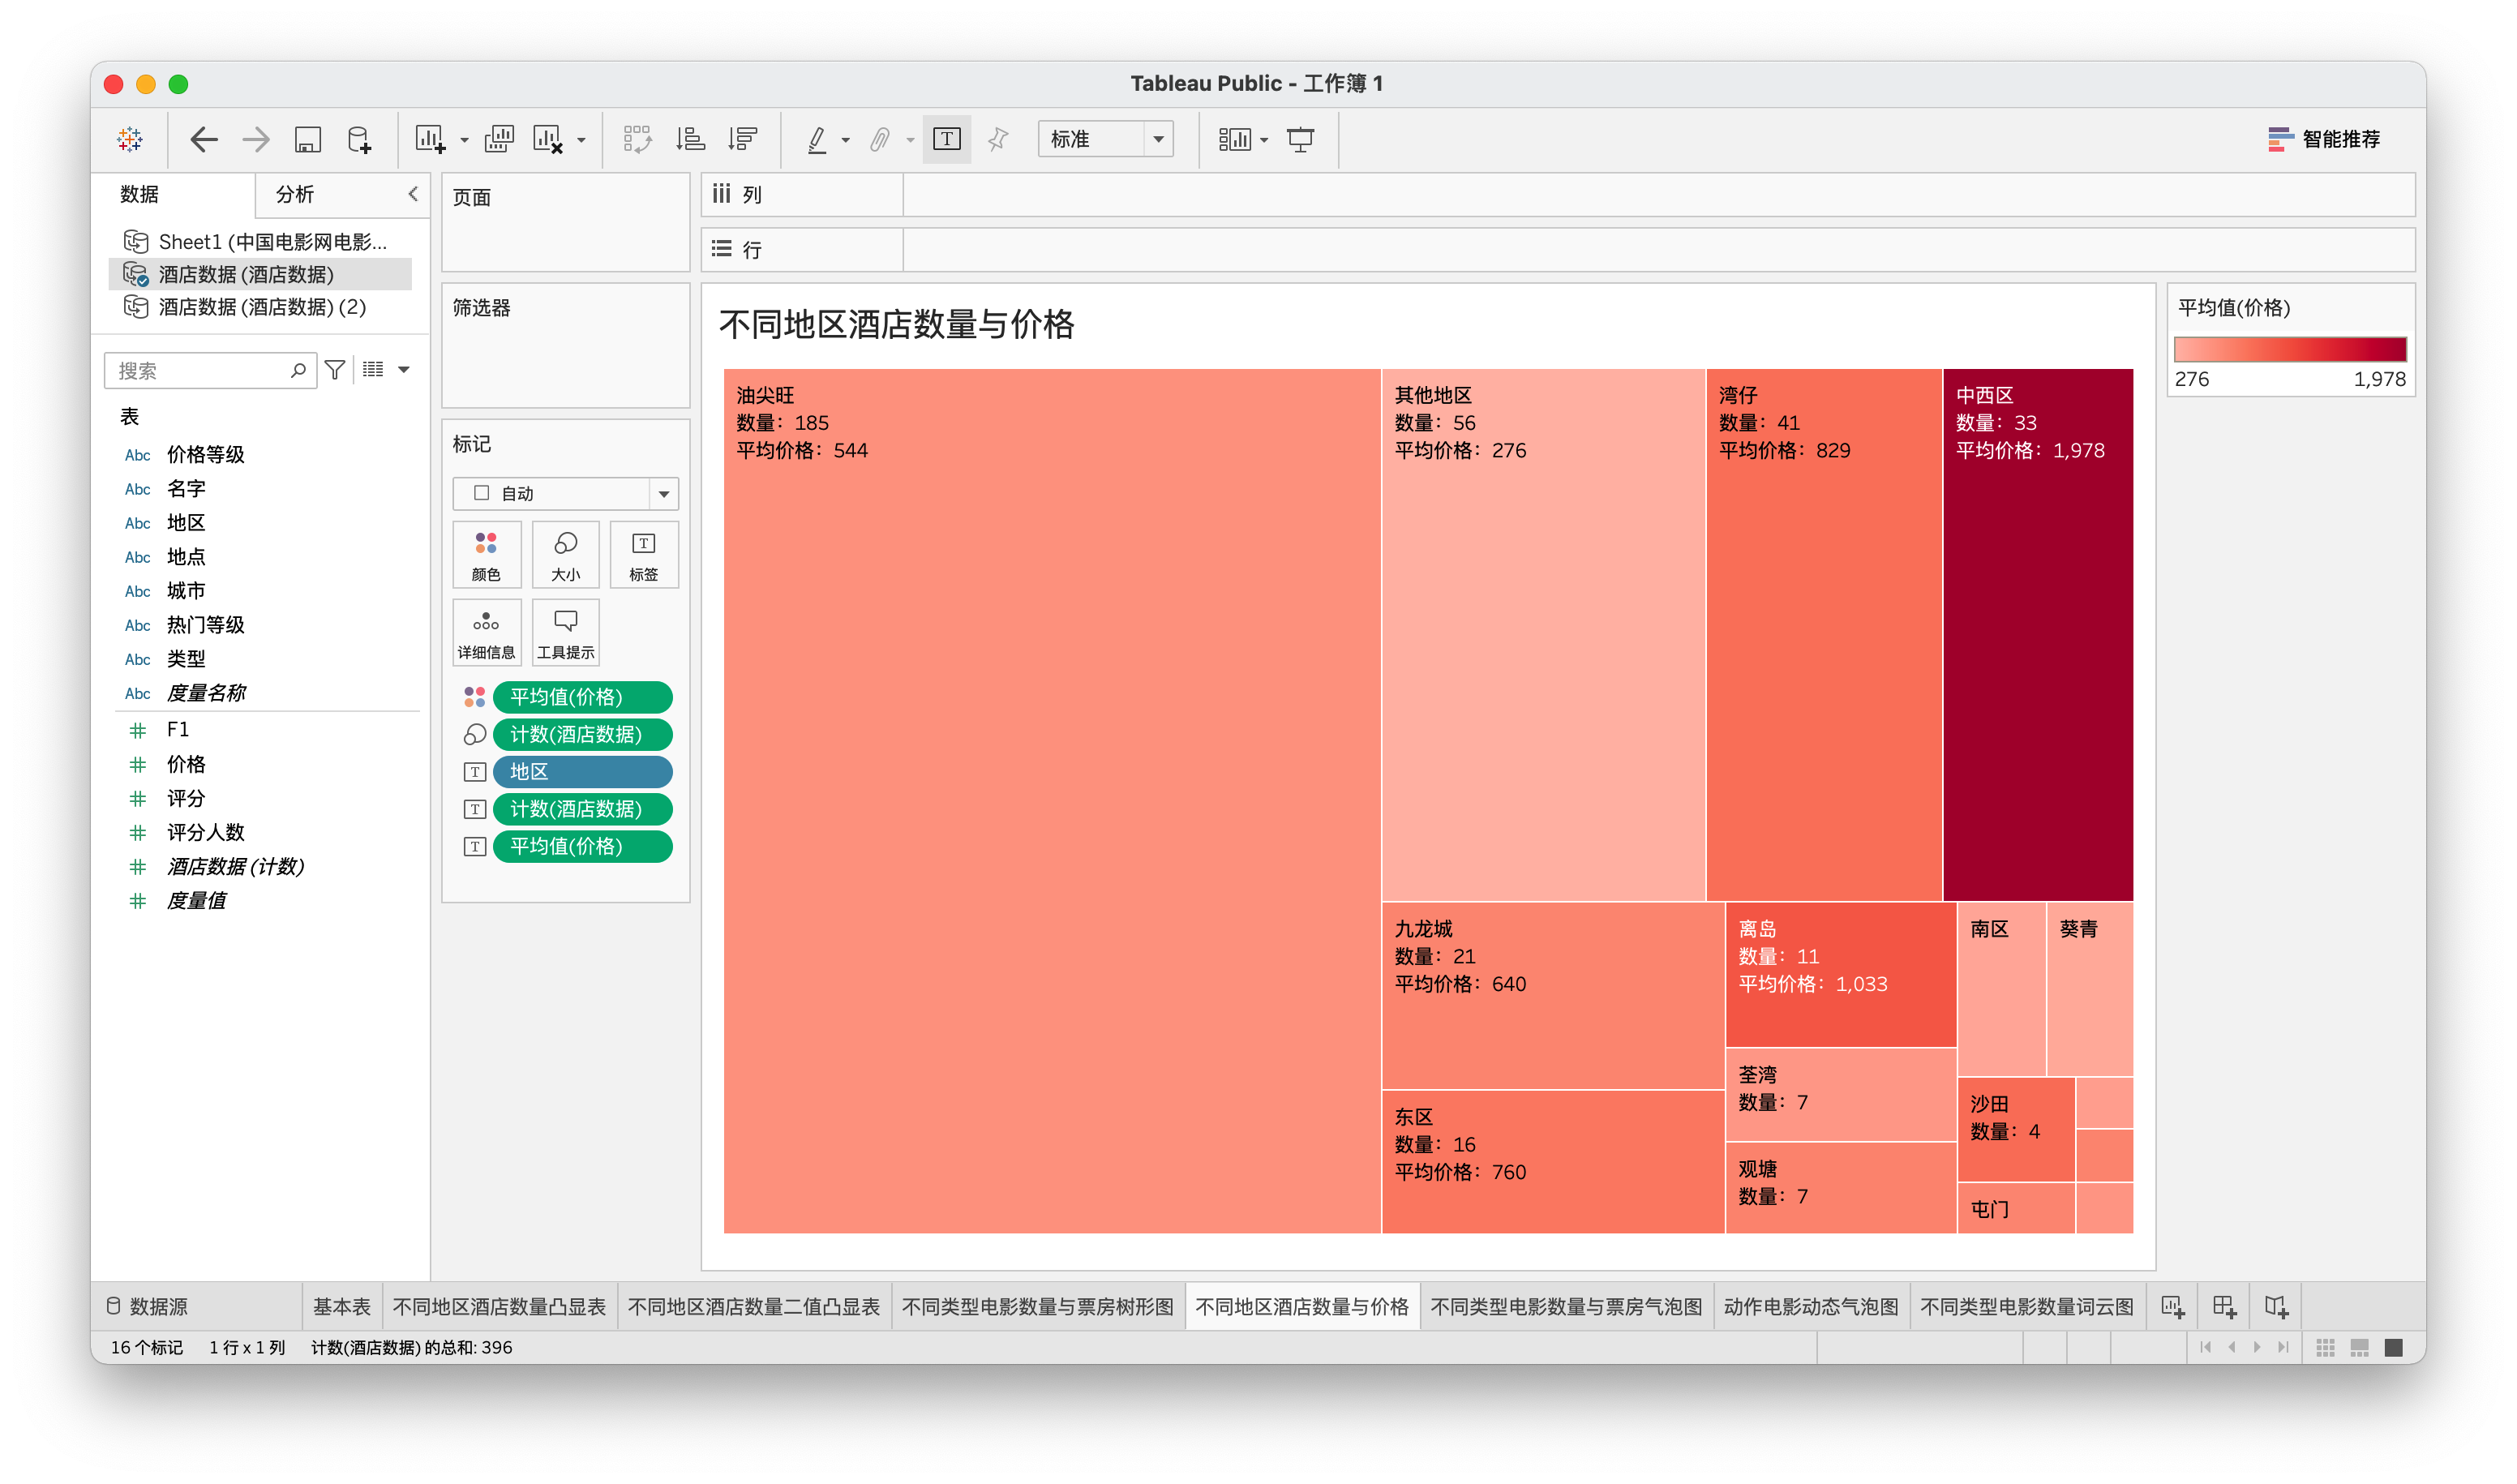 Tableau Public - 工作簿 1
标准
智能推荐
数据
分析
Sheet1 (中国电影网电影...
酒店数据 (酒店数据)
酒店数据 (酒店数据) (2)
搜索
表
Abc 价格等级
Abc 名字
Abc 地区
Abc 地点
Abc 城市
Abc 热门等级
Abc 类型
Abc 度量名称
F1
价格
评分
评分人数
酒店数据 (计数)
度量值
页面
筛选器
标记
自动
颜色
大小
标签
详细信息
工具提示
平均值(价格)
计数(酒店数据)
地区
计数(酒店数据)
平均值(价格)
列
行
不同地区酒店数量与价格
油尖旺
数量：185
平均价格：544
其他地区
数量：56
平均价格：276
湾仔
数量：41
平均价格：829
中西区
数量：33
平均价格：1,978
九龙城
数量：21
平均价格：640
东区
数量：16
平均价格：760
离岛
数量：11
平均价格：1,033
荃湾
数量：7
观塘
数量：7
南区
葵青
沙田
数量：4
屯门
平均值(价格)
276 1,978
数据源
基本表
不同地区酒店数量凸显表
不同地区酒店数量二值凸显表
不同类型电影数量与票房树形图
不同地区酒店数量与价格
不同类型电影数量与票房气泡图
动作电影动态气泡图
不同类型电影数量词云图
16 个标记
1 行 x 1 列
计数(酒店数据) 的总和: 396